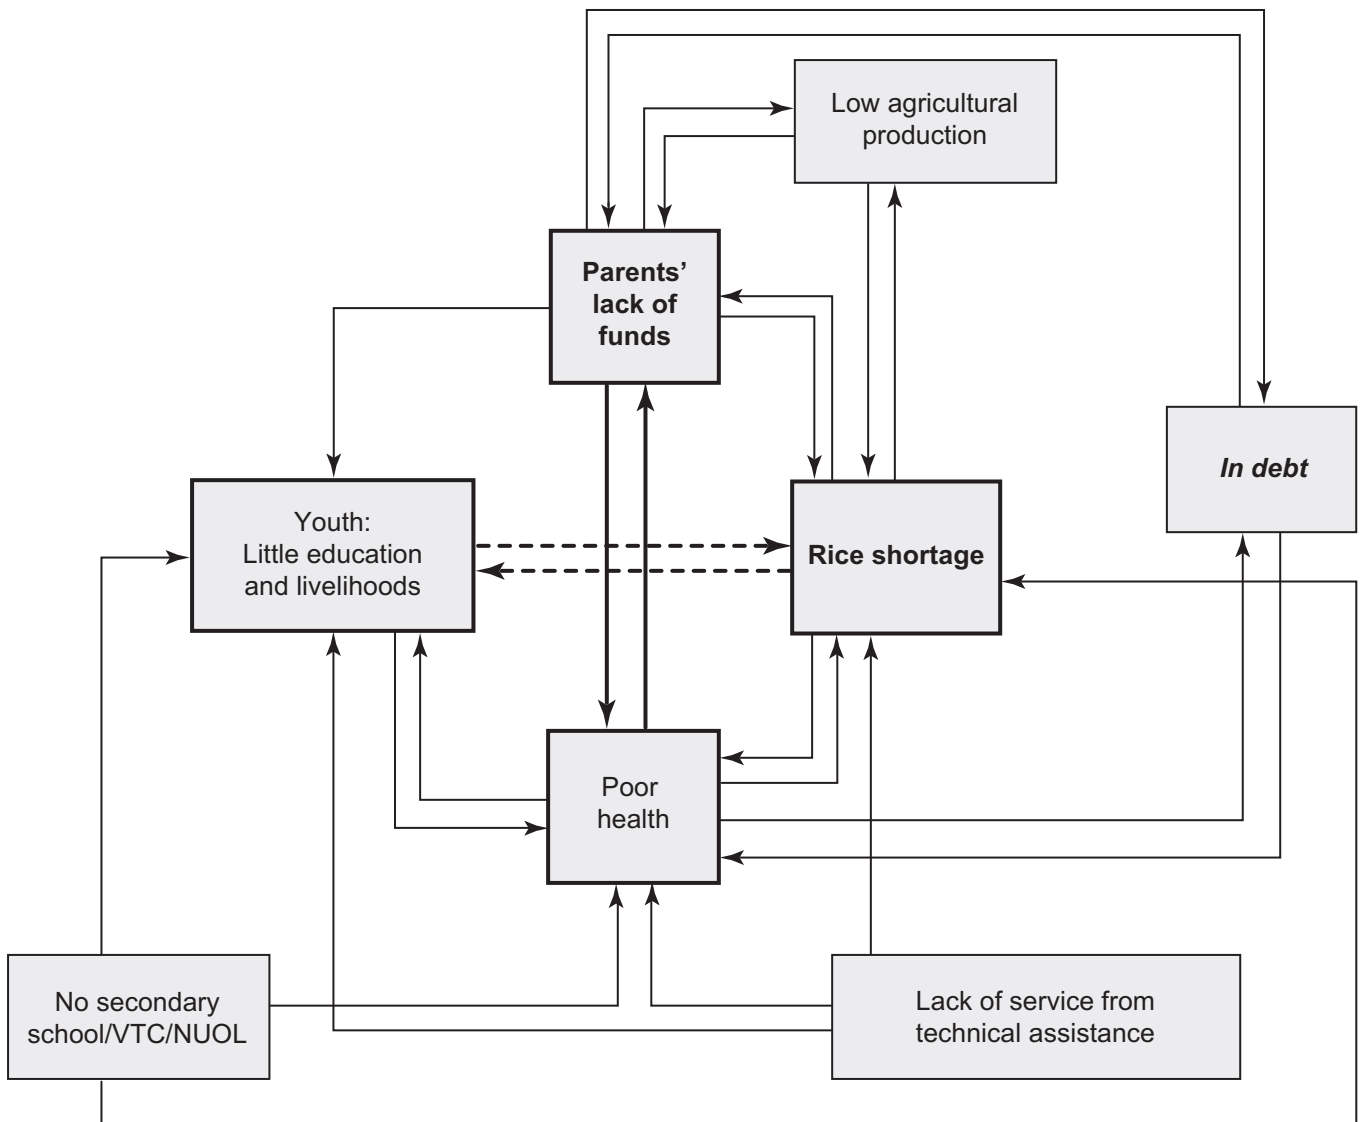 Low agricultural
production
Parents’
lack of
funds
In debt
Youth:
Little education
and livelihoods
Rice shortage
Poor
health
No secondary
school/VTC/NUOL
Lack of service from
technical assistance